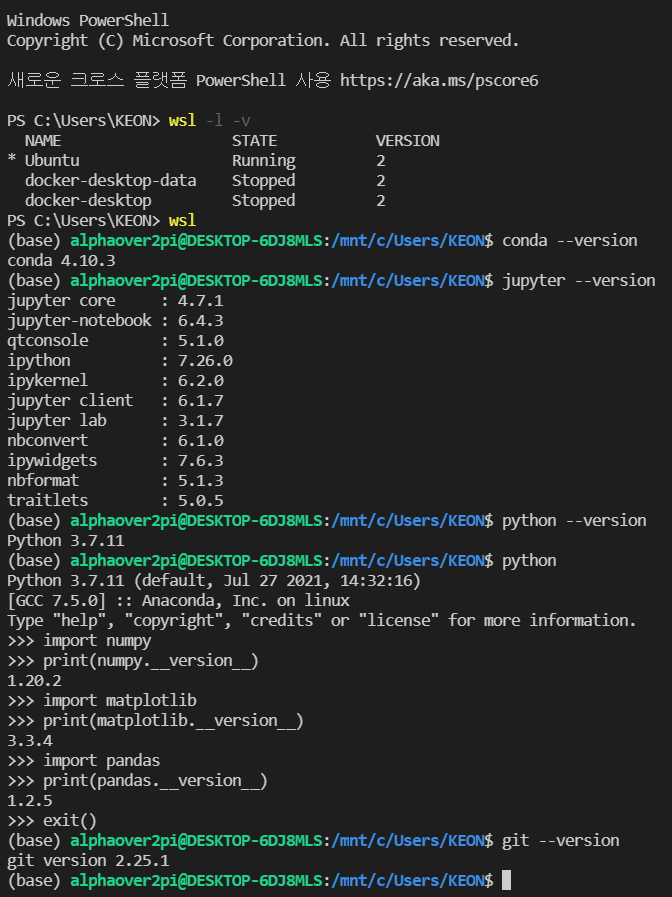 Windows PowerShell
Copyright (C) Microsoft Corporation. All rights reserved.
새로운 크로스 플랫폼 PowerShell 사용 https://aka.ms/pscore6
PS C:\Users\KEON> wsl -l -v
  NAME                   STATE           VERSION
* Ubuntu                 Running         2
  docker-desktop-data    Stopped         2
  docker-desktop         Stopped         2
PS C:\Users\KEON> wsl
(base) alphaover2pi@DESKTOP-6DJ8MLS:/mnt/c/Users/KEON$ conda --version
conda 4.10.3
(base) alphaover2pi@DESKTOP-6DJ8MLS:/mnt/c/Users/KEON$ jupyter --version
jupyter core     : 4.7.1
jupyter-notebook : 6.4.3
qtconsole        : 5.1.0
ipython          : 7.26.0
ipykernel        : 6.2.0
jupyter client   : 6.1.7
jupyter lab      : 3.1.7
nbconvert        : 6.1.0
ipywidgets       : 7.6.3
nbformat         : 5.1.3
traitlets        : 5.0.5
(base) alphaover2pi@DESKTOP-6DJ8MLS:/mnt/c/Users/KEON$ python --version
Python 3.7.11
(base) alphaover2pi@DESKTOP-6DJ8MLS:/mnt/c/Users/KEON$ python
Python 3.7.11 (default, Jul 27 2021, 14:32:16)
[GCC 7.5.0] :: Anaconda, Inc. on linux
Type "help", "copyright", "credits" or "license" for more information.
>>> import numpy
>>> print(numpy.__version__)
1.20.2
>>> import matplotlib
>>> print(matplotlib.__version__)
3.3.4
>>> import pandas
>>> print(pandas.__version__)
1.2.5
>>> exit()
(base) alphaover2pi@DESKTOP-6DJ8MLS:/mnt/c/Users/KEON$ git --version
git version 2.25.1
(base) alphaover2pi@DESKTOP-6DJ8MLS:/mnt/c/Users/KEON$